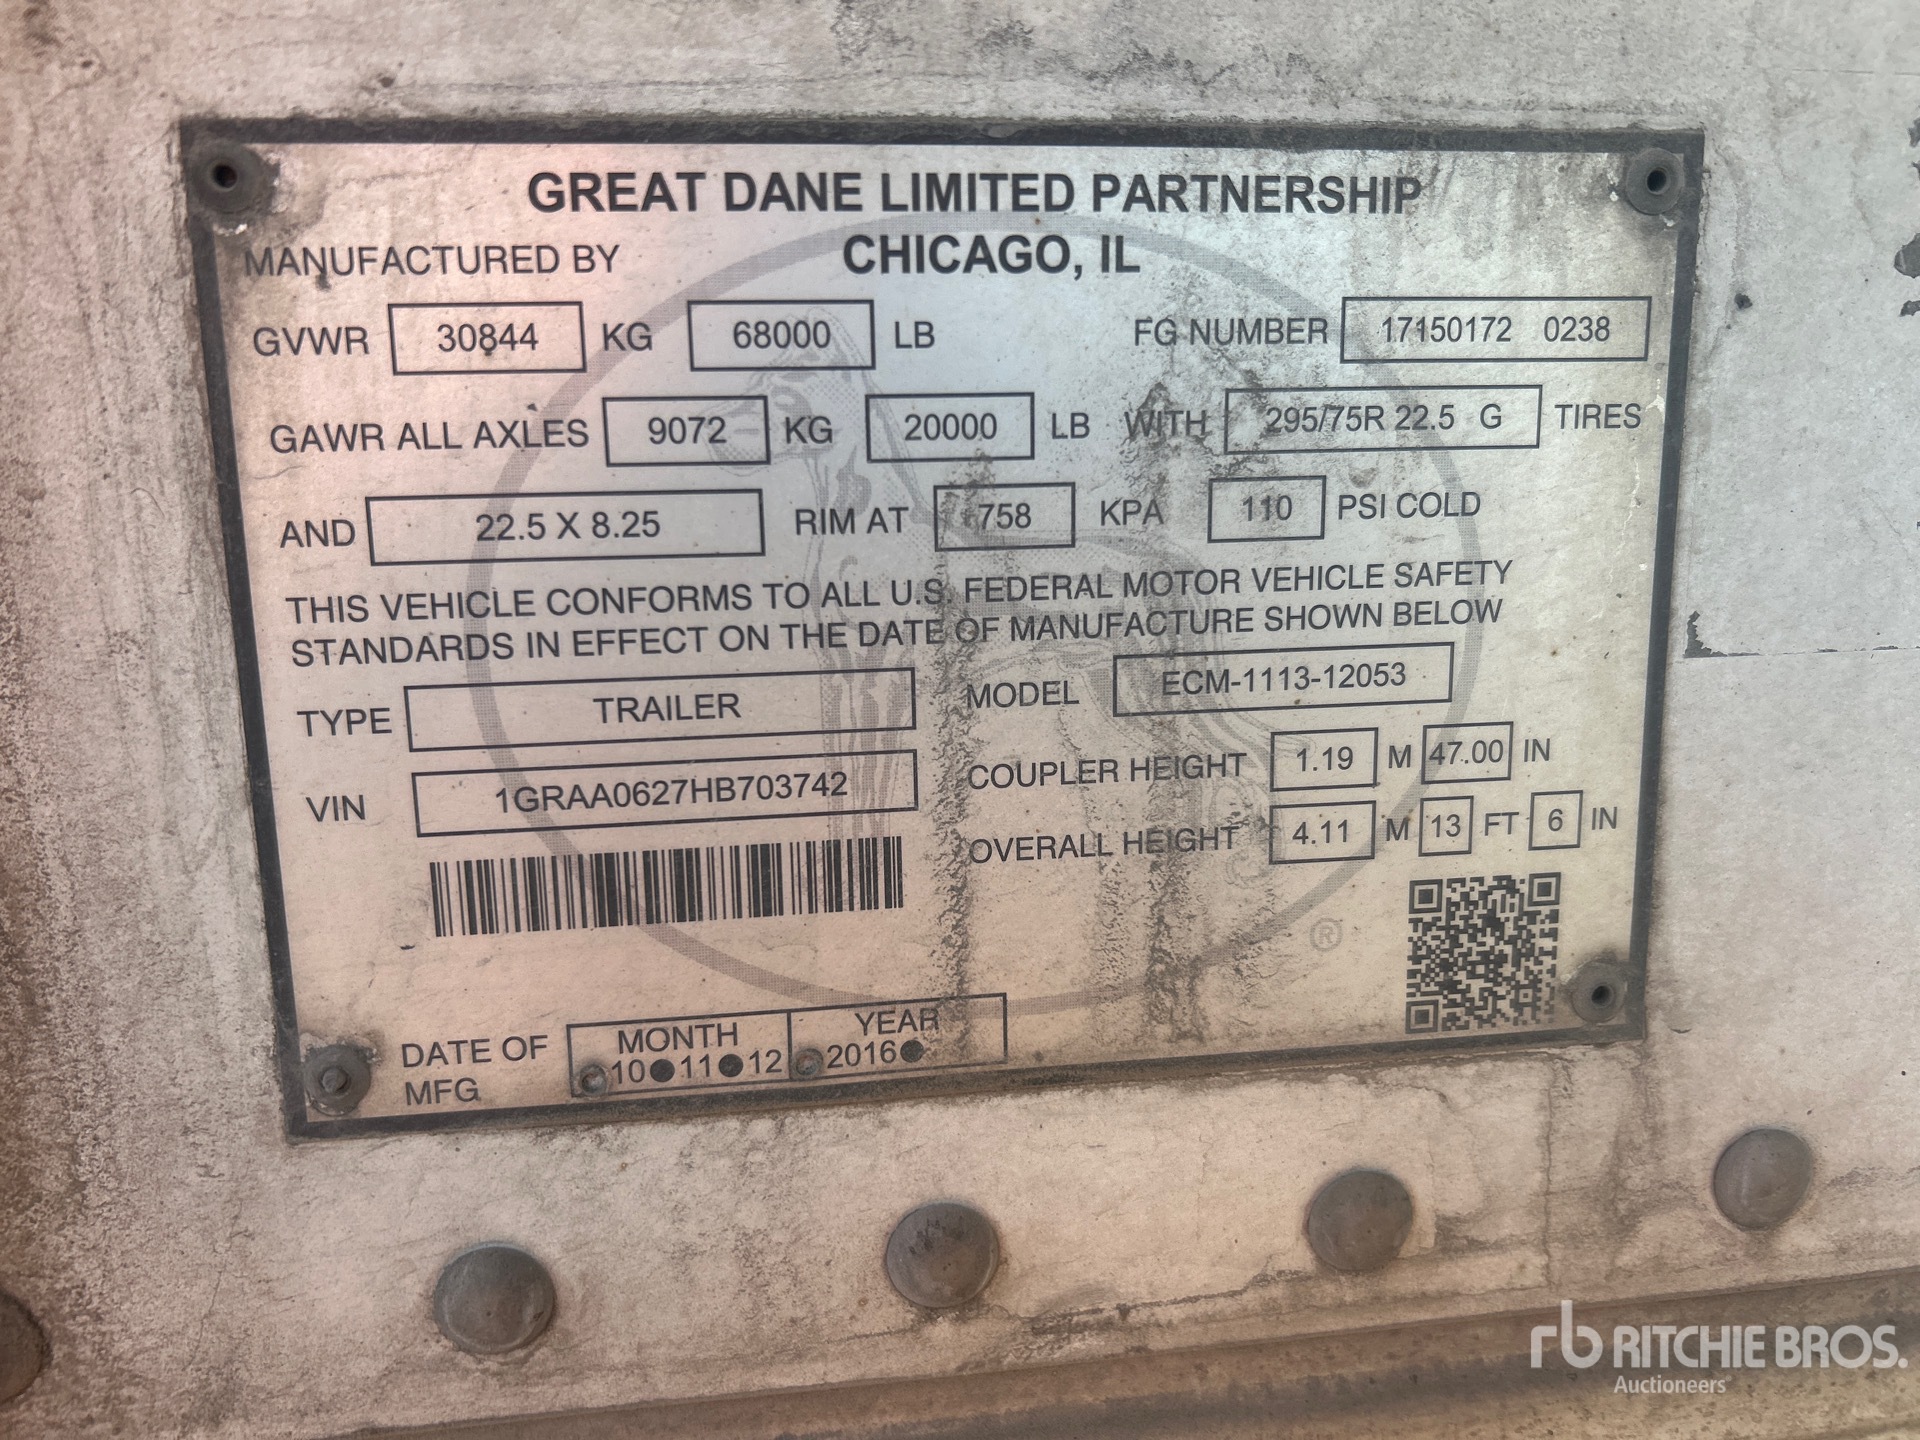 GREAT DANE LIMITED PARTNERSHIP
MANUFACTURED BY CHICAGO, IL
GVWR 30844 KG 68000 LB FG NUMBER 17150172 0238
GAWR ALL AXLES 9072 KG 20000 LB WITH 295/75R 22.5 G TIRES
AND 22.5 X 8.25 RIM AT 758 KPA 110 PSI COLD
THIS VEHICLE CONFORMS TO ALL U.S. FEDERAL MOTOR VEHICLE SAFETY
STANDARDS IN EFFECT ON THE DATE OF MANUFACTURE SHOWN BELOW
TYPE TRAILER MODEL ECM-1113-12053
VIN 1GRAA0627HB703742 COUPLER HEIGHT 1.19 M 47.00 IN
OVERALL HEIGHT 4.11 M 13 FT 6 IN
®
DATE OF MFG MONTH YEAR
10 11 12 2016
rb RITCHIE BROS.
Auctioneers